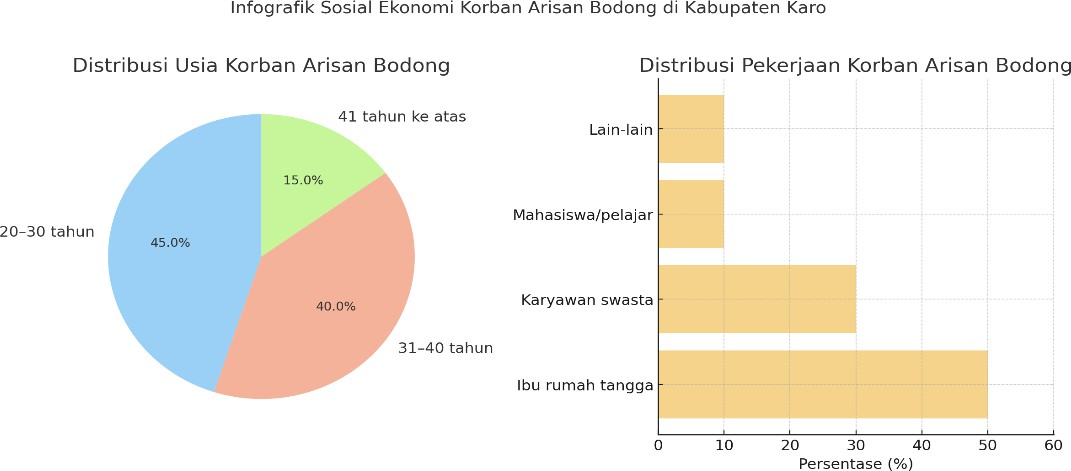 Infografik Sosial Ekonomi Korban Arisan Bodong di Kabupaten Karo
Distribusi Usia Korban Arisan Bodong
41 tahun ke atas
15.0%
20–30 tahun
45.0%
40.0%
31–40 tahun
Distribusi Pekerjaan Korban Arisan Bodong
Lain-lain
Mahasiswa/pelajar
Karyawan swasta
Ibu rumah tangga
0 10 20 30 40 50 60
Persentase (%)